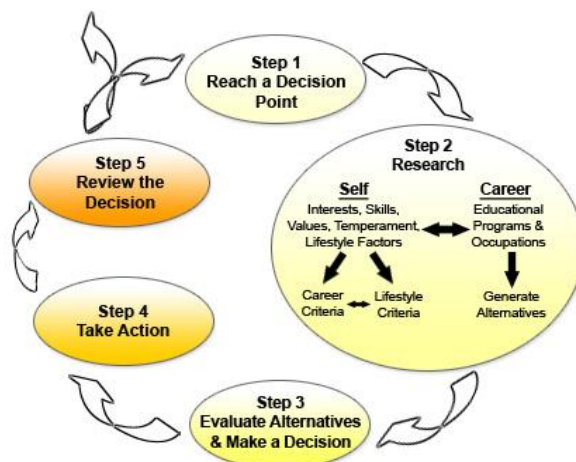 Step 1
Reach a Decision
Point
Step 2
Research
Self
Interests, Skills,
Values, Temperament,
Lifestyle Factors
Career
Educational
Programs &
Occupations
Career
Criteria
Lifestyle
Criteria
Generate
Alternatives
Step 3
Evaluate Alternatives
& Make a Decision
Step 4
Take Action
Step 5
Review the
Decision